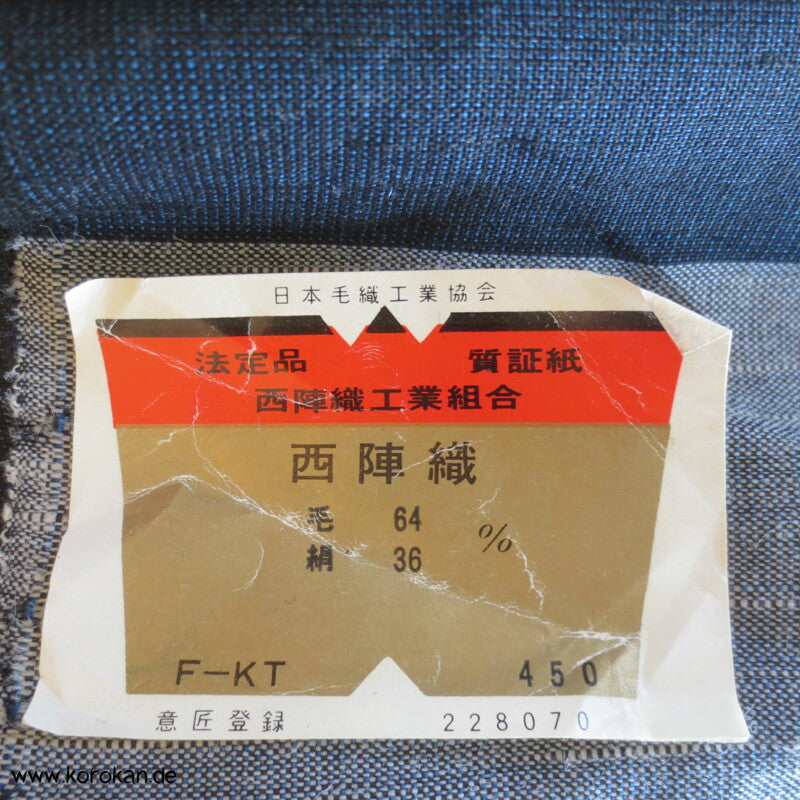 日本毛織工業協会
法定品 質証紙
西陣織工業組合
西陣織
毛 64
絹 36 %
F-KT 450
意匠登録 228070
www.korokan.de